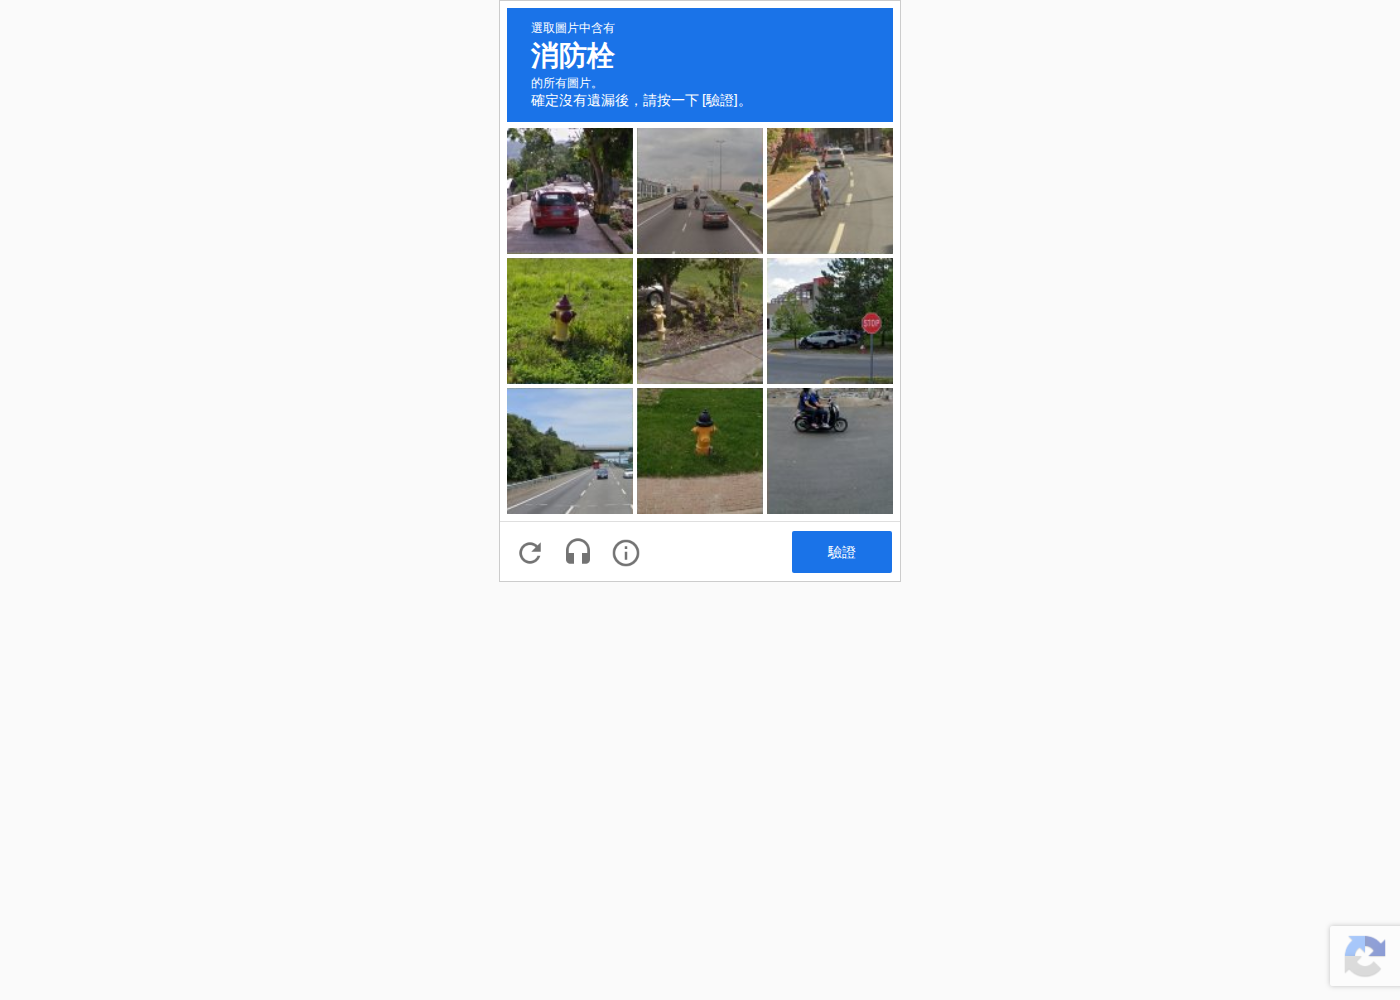 選取圖片中含有
消防栓
的所有圖片。
確定沒有遺漏後，請按一下 [驗證]。
STOP
驗證